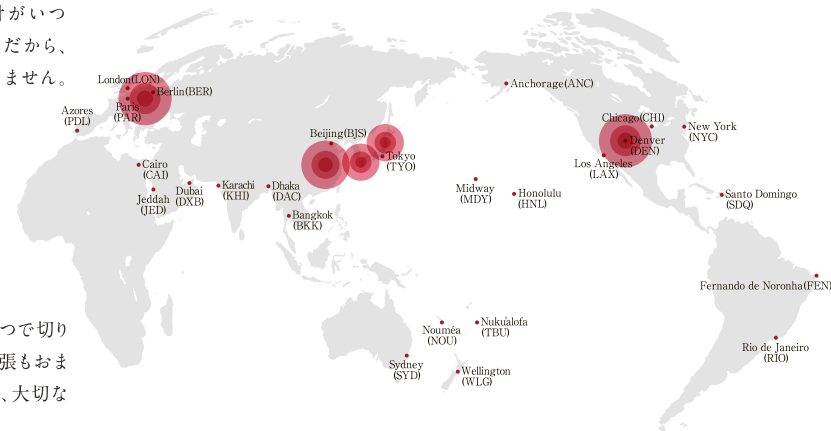 けがいつ
だから、
ません。
London(LON)
Berlin(BER)
Paris
(PAR)
Azores
(PDL)
Cairo
(CAI)
Jeddah
(JED)
Dubai
(DXB)
Karachi
(KHI)
Dhaka
(DAC)
Bangkok
(BKK)
Beijing(BJS)
Tokyo
(TYO)
Anchorage(ANC)
Chicago(CHI)
New York
(NYC)
Denver
(DEN)
Los Angeles
(LAX)
Midway
(MDY)
Honolulu
(HNL)
Santo Domingo
(SDQ)
Fernando de Noronha(FEN)
Rio de Janeiro
(RIO)
Nouméa
(NOU)
Nuku'alofa
(TBU)
Sydney
(SYD)
Wellington
(WLG)
つで切り
張もおま
、大切な